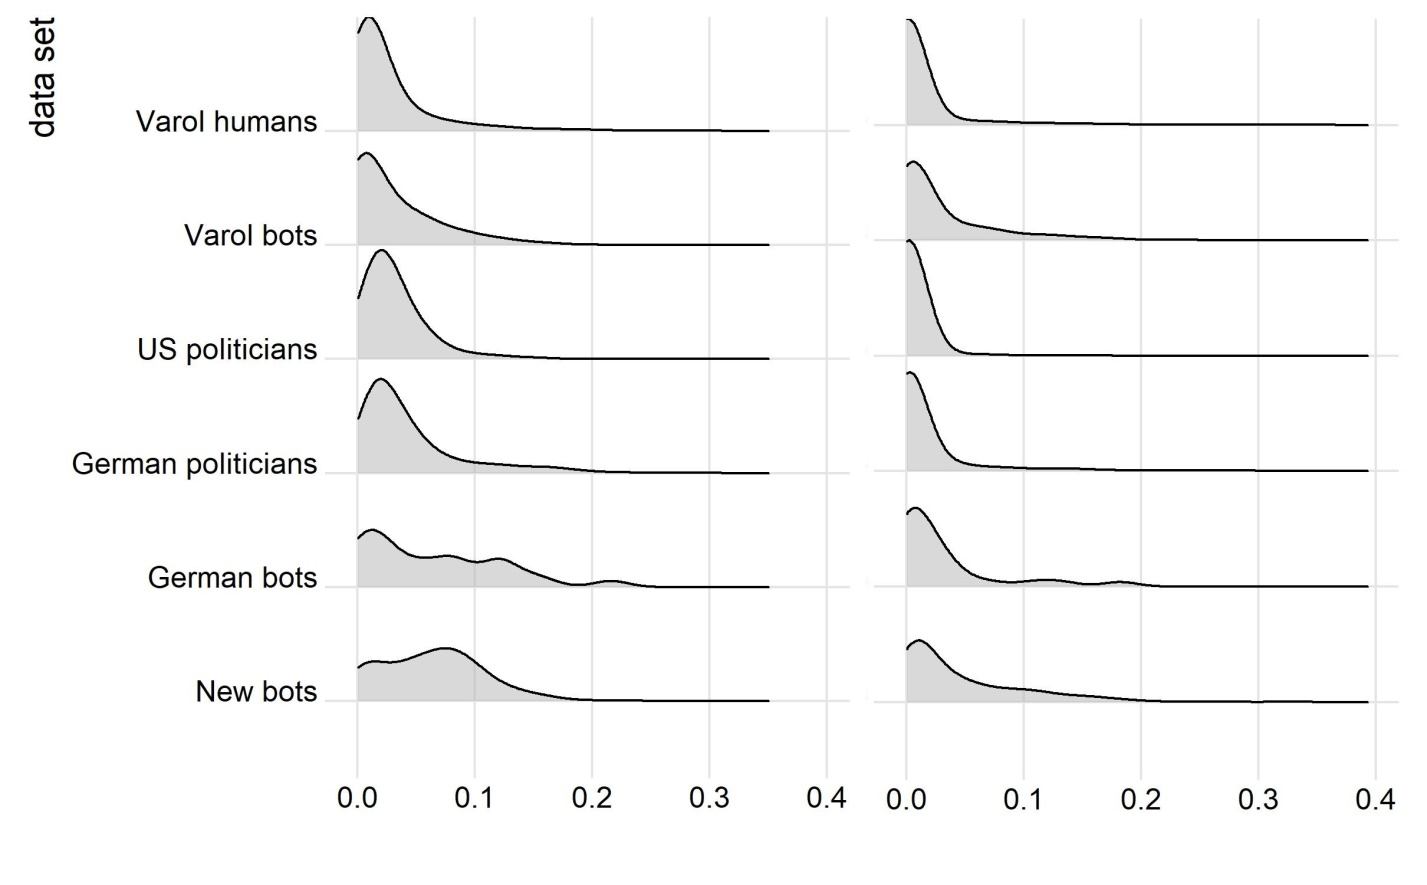 data set
Varol humans
Varol bots
US politicians
German politicians
German bots
New bots
0.0 0.1 0.2 0.3 0.4
0.0 0.1 0.2 0.3 0.4